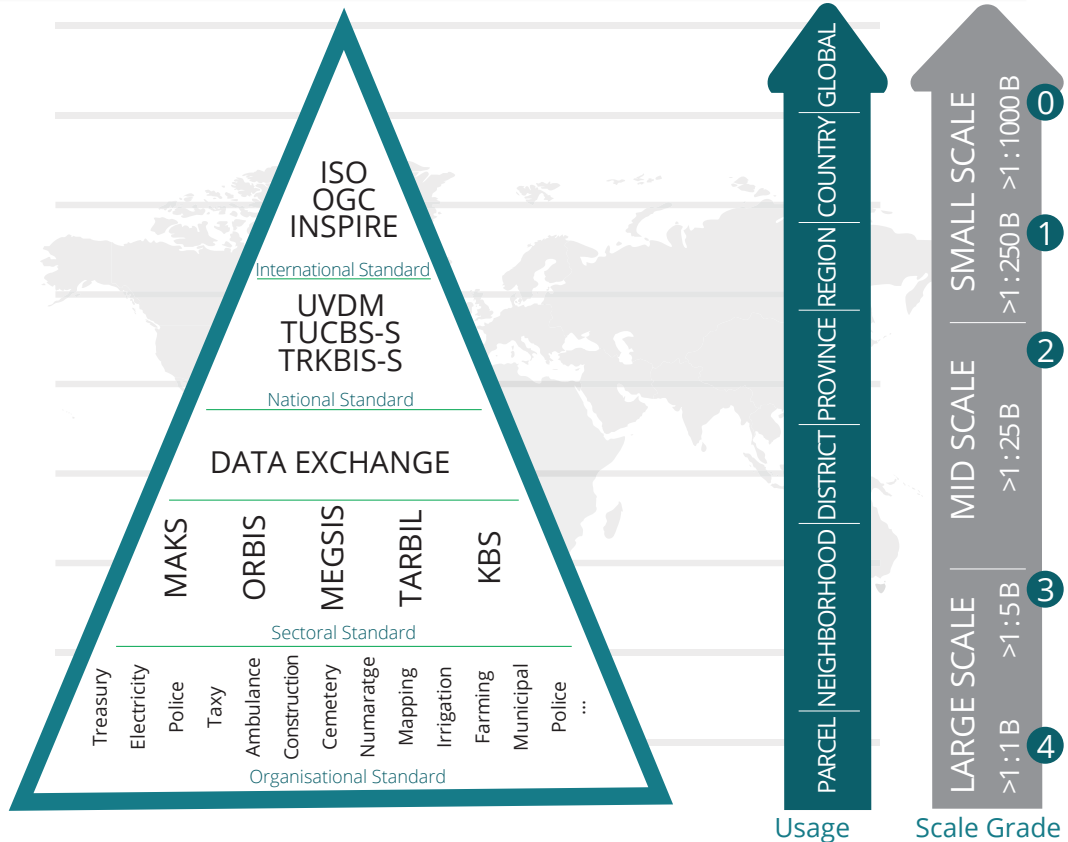 ISO
OGC
INSPIRE
International Standard
UVDM
TUCBS-S
TRKBIS-S
National Standard
DATA EXCHANGE
MAKS
ORBIS
MEGSIS
TARBIL
KBS
Sectoral Standard
Treasury
Electricity
Police
Taxy
Ambulance
Construction
Cemetery
Numaratge
Mapping
Irrigation
Farming
Municipal
Police
...
Organisational Standard
GLOBAL
COUNTRY
REGION
PROVINCE
DISTRICT
NEIGHBORHOOD
PARCEL
Usage
SMALL SCALE
>1:1000 B
0
>1:250 B
1
MID SCALE
2
>1:25 B
LARGE SCALE
3
>1:5 B
4
>1:1 B
Scale Grade